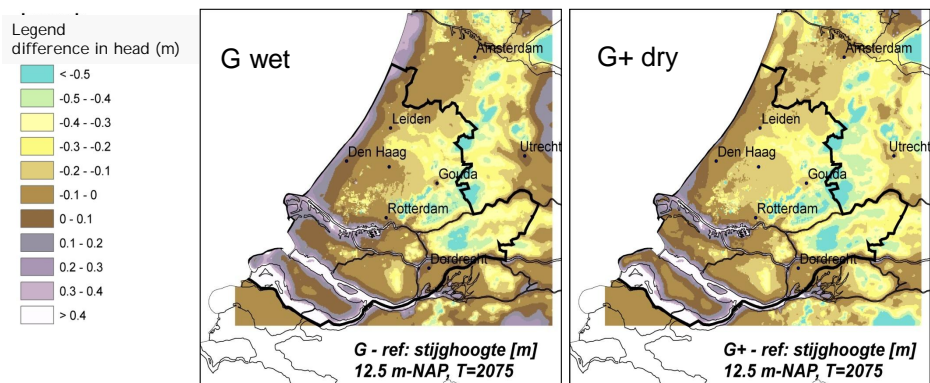 Legend
difference in head (m)
< -0.5
-0.5 - -0.4
-0.4 - -0.3
-0.3 - -0.2
-0.2 - -0.1
-0.1 - 0
0 - 0.1
0.1 - 0.2
0.2 - 0.3
0.3 - 0.4
> 0.4
G wet
Amsterdam
Leiden
Den Haag
Utrecht
Gouda
Rotterdam
Dordrecht
G - ref: stijghoogte [m]
12.5 m-NAP, T=2075
G+ dry
Amsterdam
Leiden
Den Haag
Utrecht
Gouda
Rotterdam
Dordrecht
G+ - ref: stijghoogte [m]
12.5 m-NAP, T=2075